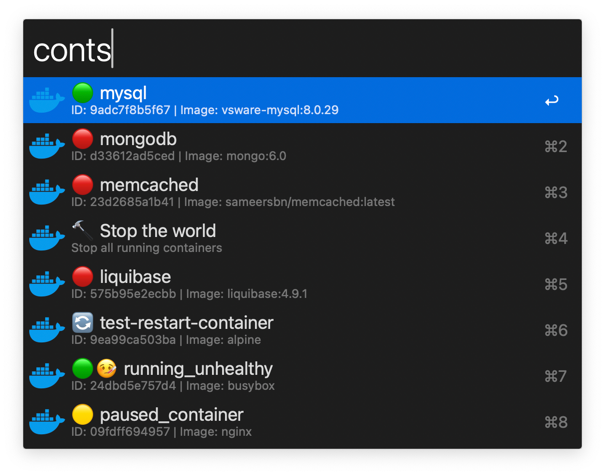 conts
mysql
ID: 9adc7f8b5f67 | Image: vsware-mysql:8.0.29
mongodb
ID: d33612ad5ced | Image: mongo:6.0
⌘2
memcached
ID: 23d2685a1b41 | Image: sameersbn/memcached:latest
⌘3
Stop the world
Stop all running containers
⌘4
liquibase
ID: 575b95e2ecbb | Image: liquibase:4.9.1
⌘5
test-restart-container
ID: 9ea99ca503ba | Image: alpine
⌘6
running_unhealthy
ID: 24dbd5e757d4 | Image: busybox
⌘7
paused_container
ID: 09fdff694957 | Image: nginx
⌘8